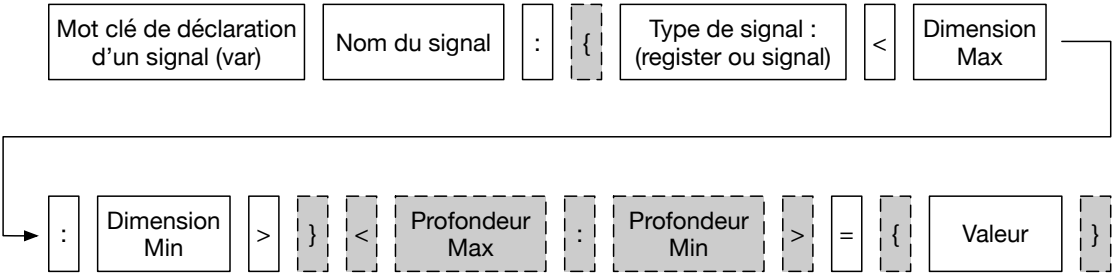 Mot clé de déclaration
d'un signal (var)
Nom du signal
:
{
Type de signal :
(register ou signal)
<
Dimension
Max
:
Dimension
Min
>
}
<
Profondeur
Max
:
Profondeur
Min
>
=
{
Valeur
}